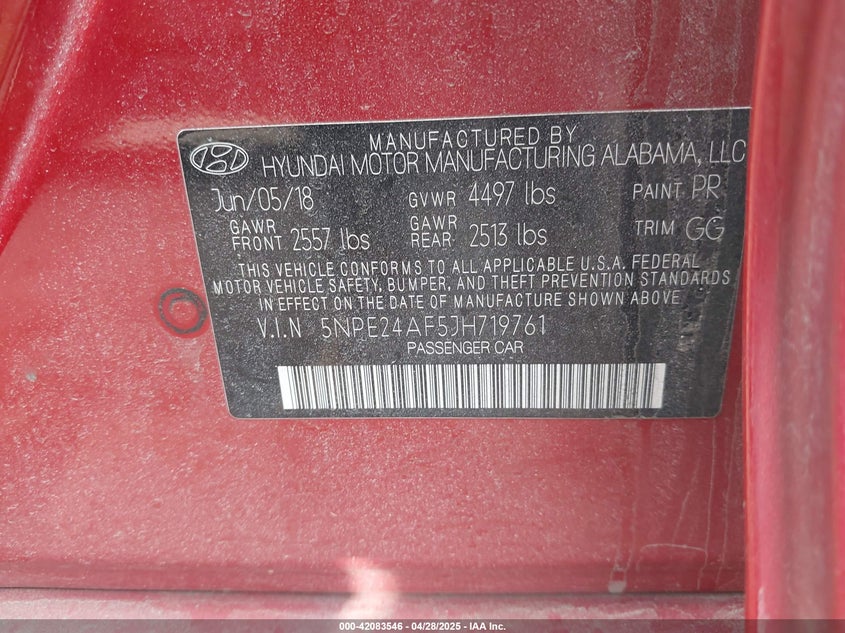 MANUFACTURED BY
HYUNDAI MOTOR MANUFACTURING ALABAMA, LLC
Jun/05/18 GVWR 4497 lbs PAINT PR
GAWR FRONT 2557 lbs GAWR REAR 2513 lbs TRIM GG
THIS VEHICLE CONFORMS TO ALL APPLICABLE U.S.A. FEDERAL
MOTOR VEHICLE SAFETY, BUMPER, AND THEFT PREVENTION STANDARDS
IN EFFECT ON THE DATE OF MANUFACTURE SHOWN ABOVE.
V.I.N 5NPE24AF5JH719761
PASSENGER CAR
000-42083546 - 04/28/2025 - IAA Inc.